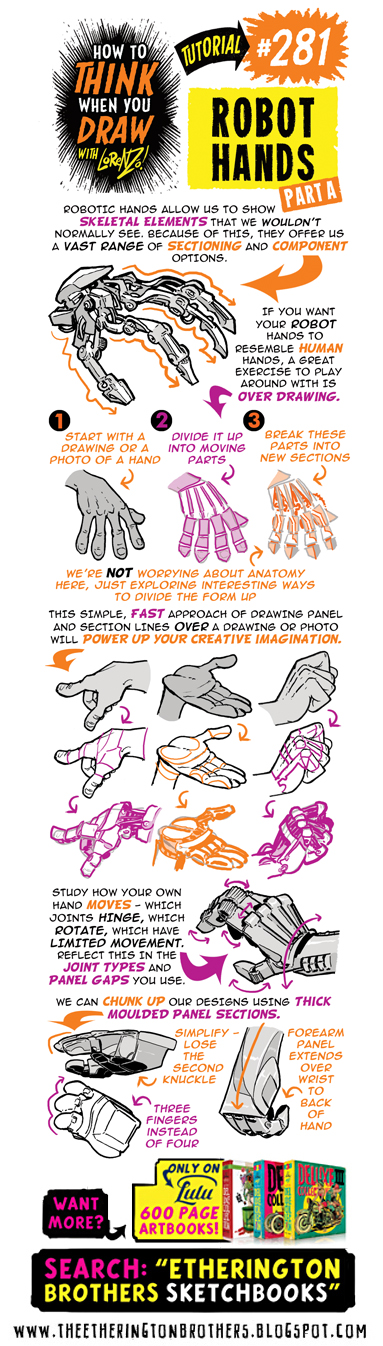 HOW TO
THINK
WHEN YOU
DRAW
WITH LORENZO!
TUTORIAL
#281
ROBOT
HANDS
PART A
ROBOTIC HANDS ALLOW US TO SHOW
SKELETAL ELEMENTS THAT WE WOULDN'T
NORMALLY SEE. BECAUSE OF THIS, THEY OFFER US
A VAST RANGE OF SECTIONING AND COMPONENT
OPTIONS.
IF YOU WANT
YOUR ROBOT
HANDS TO
RESEMBLE HUMAN
HANDS, A GREAT
EXERCISE TO PLAY
AROUND WITH IS
OVER DRAWING.
1
START WITH A
DRAWING OR A
PHOTO OF A HAND
2
DIVIDE IT UP
INTO MOVING
PARTS
3
BREAK THESE
PARTS INTO
NEW SECTIONS
WE'RE NOT WORRYING ABOUT ANATOMY
HERE, JUST EXPLORING INTERESTING WAYS
TO DIVIDE THE FORM UP
THIS SIMPLE, FAST APPROACH OF DRAWING PANEL
AND SECTION LINES OVER A DRAWING OR PHOTO
WILL POWER UP YOUR CREATIVE IMAGINATION.
STUDY HOW YOUR OWN
HAND MOVES - WHICH
JOINTS HINGE, WHICH
ROTATE, WHICH HAVE
LIMITED MOVEMENT.
REFLECT THIS IN THE
JOINT TYPES AND
PANEL GAPS YOU USE.
WE CAN CHUNK UP OUR DESIGNS USING THICK
MOULDED PANEL SECTIONS.
SIMPLIFY -
LOSE
THE
SECOND
KNUCKLE
THREE
FINGERS
INSTEAD
OF FOUR
FOREARM
PANEL
EXTENDS
OVER
WRIST
TO
BACK
OF
HAND
WANT
MORE?
ONLY ON
Lulu
600 PAGE
ARTBOOKS!
SEARCH: "ETHERINGTON
BROTHERS SKETCHBOOKS"
WWW.THEETHERINGTONBROTHERS.BLOGSPOT.COM